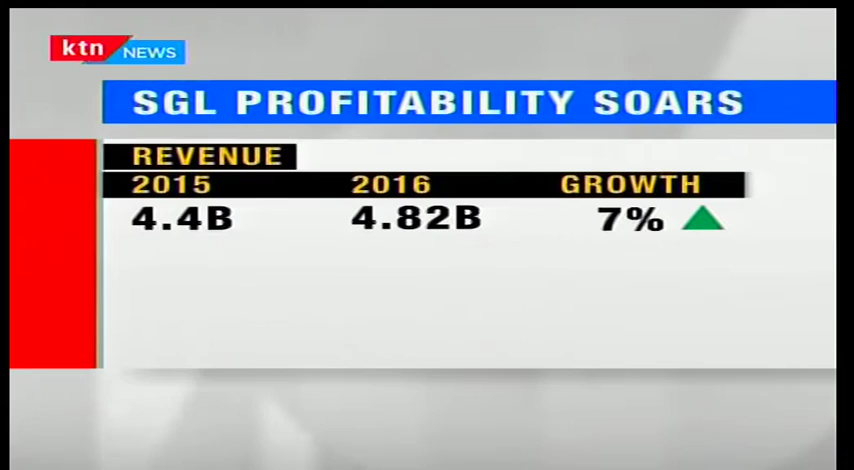 ktn NEWS
SGL PROFITABILITY SOARS
REVENUE
2015 2016 GROWTH
4.4B 4.82B 7%